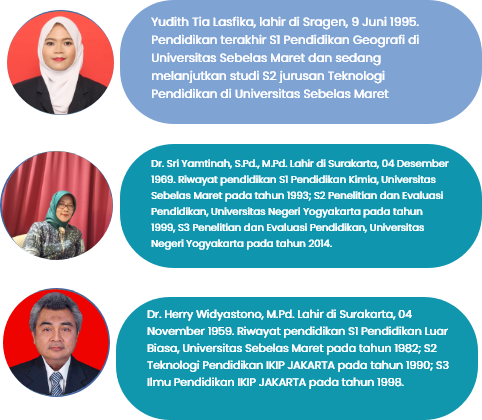 Yudith Tia Lasfika, lahir di Sragen, 9 Juni 1995.
Pendidikan terakhir S1 Pendidikan Geografi di
Universitas Sebelas Maret dan sedang
melanjutkan studi S2 jurusan Teknologi
Pendidikan di Universitas Sebelas Maret
Dr. Sri Yamtinah, S.Pd., M.Pd. Lahir di Surakarta, 04 Desember
1969. Riwayat pendidikan S1 Pendidikan Kimia, Universitas
Sebelas Maret pada tahun 1993; S2 Penelitian dan Evaluasi
Pendidikan, Universitas Negeri Yogyakarta pada tahun
1999, S3 Penelitian dan Evaluasi Pendidikan, Universitas
Negeri Yogyakarta pada tahun 2014.
Dr. Herry Widyastono, M.Pd. Lahir di Surakarta, 04
November 1959. Riwayat pendidikan S1 Pendidikan Luar
Biasa, Universitas Sebelas Maret pada tahun 1982; S2
Teknologi Pendidikan IKIP JAKARTA pada tahun 1990; S3
Ilmu Pendidikan IKIP JAKARTA pada tahun 1998.